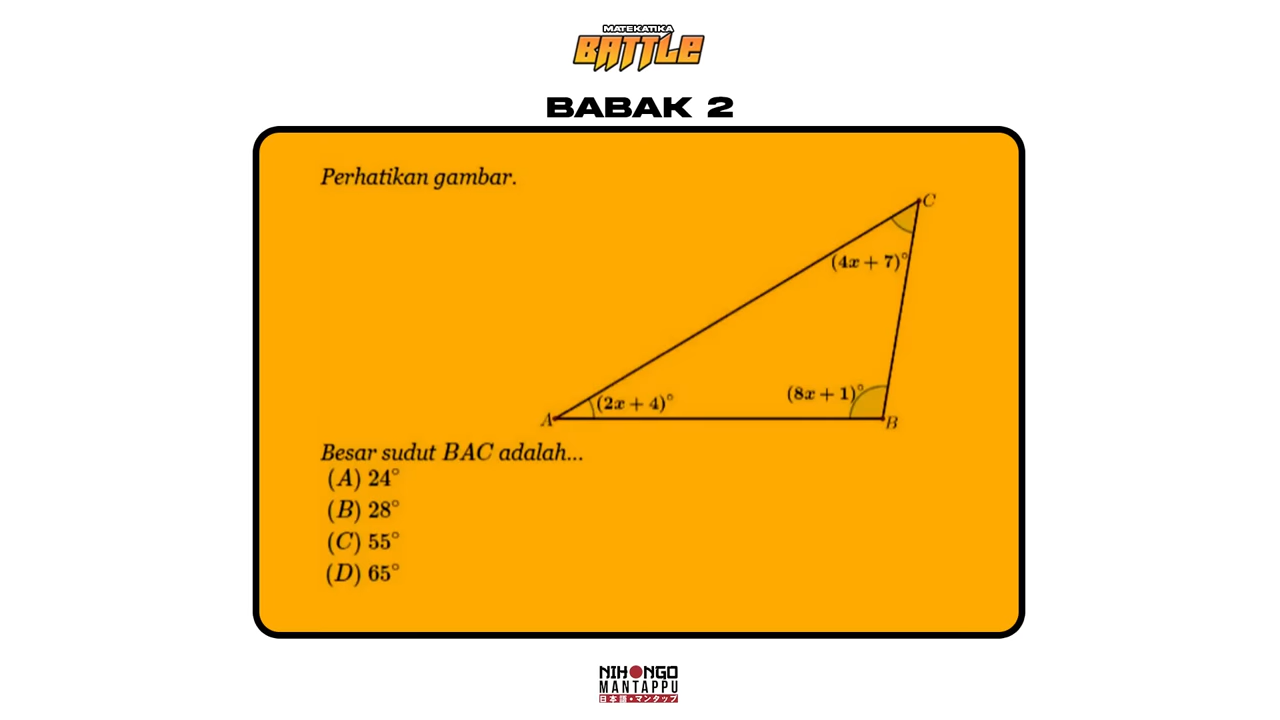 MATEKATIKA
BATTLE
BABAK 2
Perhatikan gambar.
C
(4x + 7)°
(8x + 1)°
(2x + 4)°
A
B
Besar sudut BAC adalah...
(A) 24°
(B) 28°
(C) 55°
(D) 65°
NIHONGO
MANTAPPU
日本語・マンタップ